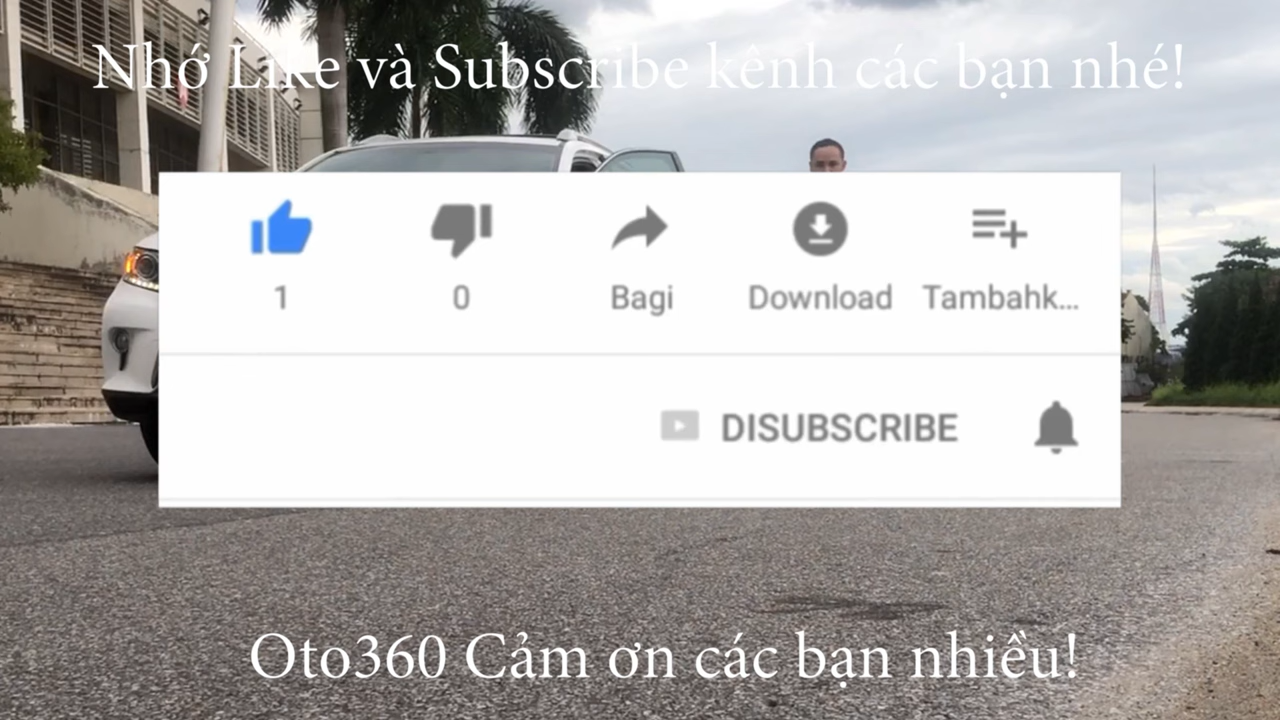 Nhớ Like và Subscribe kênh các bạn nhé!
1 0 Bagi Download Tambahk...
DISUBSCRIBE
Oto360 Cảm ơn các bạn nhiều!